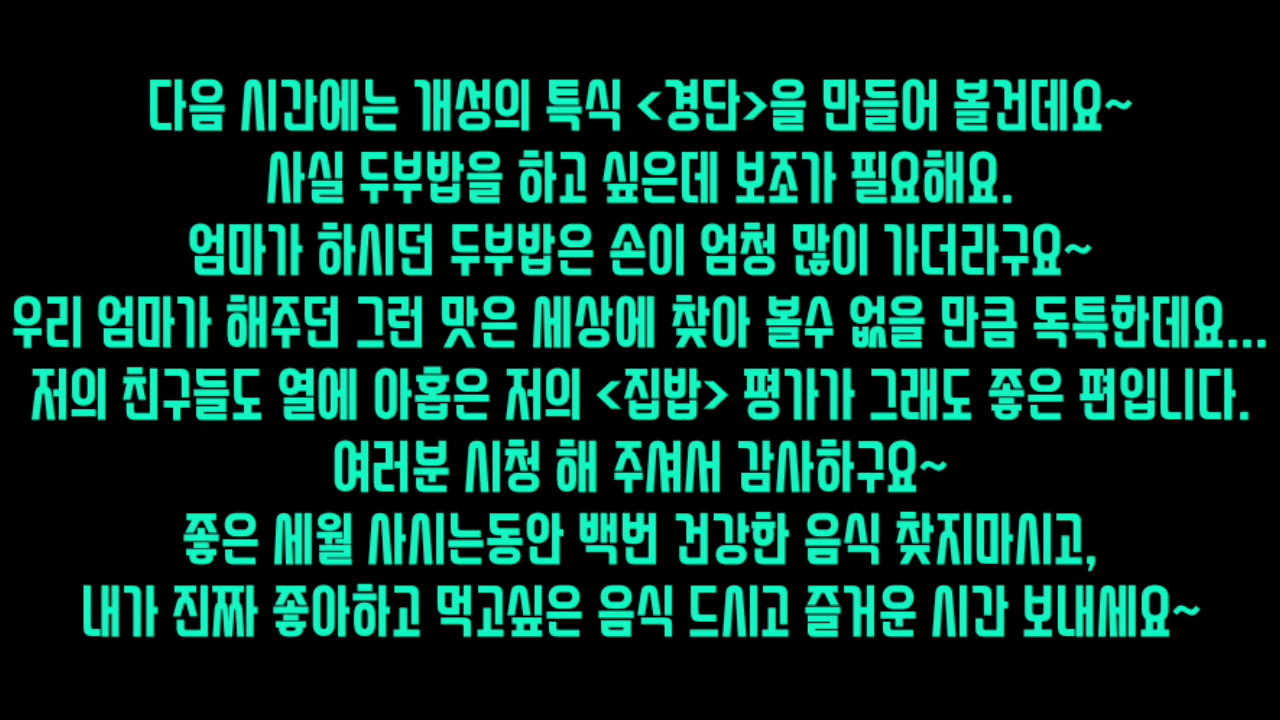 다음 시간에는 개성의 특식 <경단>을 만들어 볼건데요~
사실 두부밥을 하고 싶은데 보조가 필요해요.
엄마가 하시던 두부밥은 손이 엄청 많이 가더라구요~
우리 엄마가 해주던 그런 맛은 세상에 찾아 볼수 없을 만큼 독특한데요...
저의 친구들도 열에 아홉은 저의 <집밥> 평가가 그래도 좋은 편입니다.
여러분 시청 해 주셔서 감사하구요~
좋은 세월 사시는동안 백번 건강한 음식 찾지마시고,
내가 진짜 좋아하고 먹고싶은 음식 드시고 즐거운 시간 보내세요~